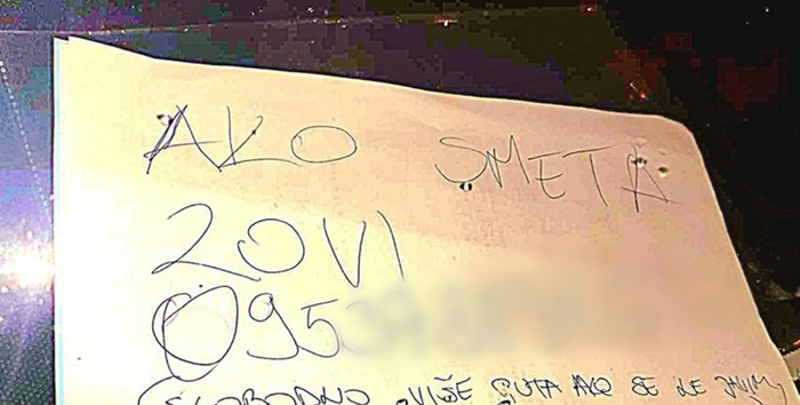 AKO SMETA
ZOVI
095
(SLOBODNO VIŠE PUTA AKO SE NE JAVIM)